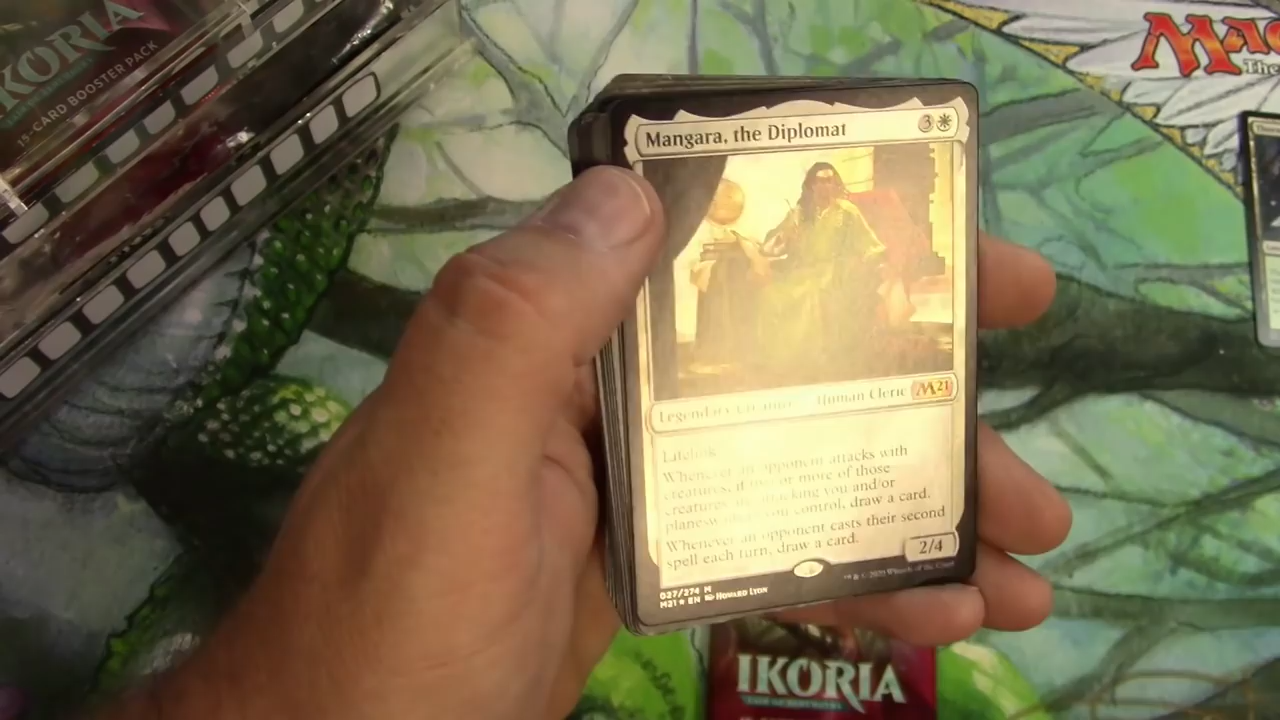 KORIA
15-CARD BOOSTER PACK
MAG
The
Mangara, the Diplomat 3
Legendary Creature Human Cleric M21
Lifelink
Whenever an opponent attacks with
creatures, if two or more of those
creatures are attacking you and/or
planeswalkers you control, draw a card.
Whenever an opponent casts their second
spell each turn, draw a card.
2/4
027/274 M
M21 ★ EN Howard Lyon
™ & © 2020 Wizards of the Coast
IKORIA